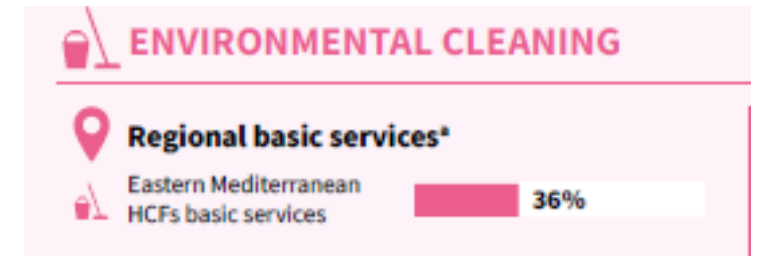 ENVIRONMENTAL CLEANING
Regional basic servicesᵃ
Eastern Mediterranean
HCFs basic services
36%